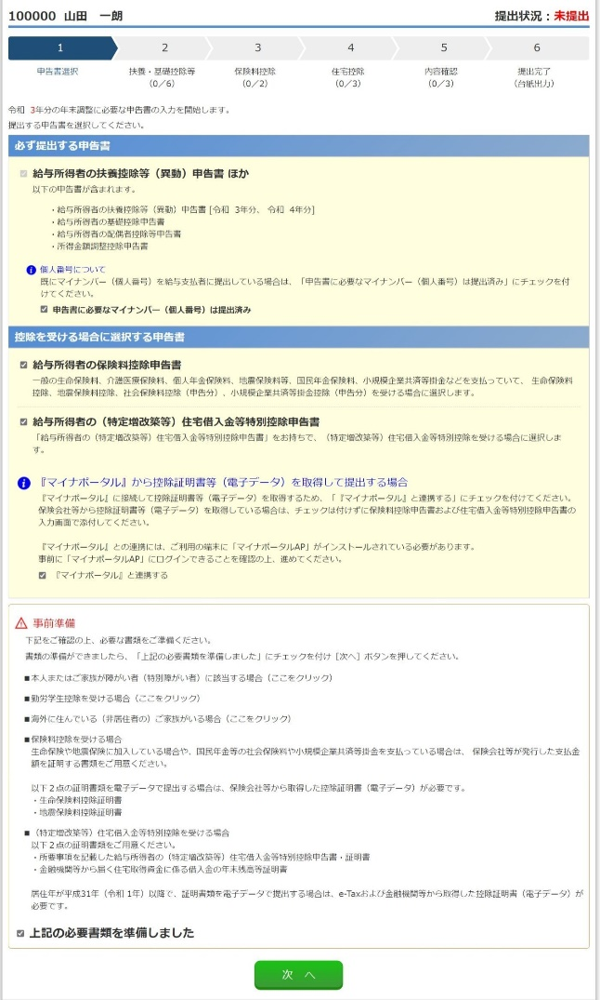 100000 山田　一朗
提出状況：未提出
1
2
3
4
5
6
申告書選択
扶養・基礎控除等
(0／6)
保険料控除
(0／2)
住宅控除
(0／3)
内容確認
(0／3)
提出完了
(台紙出力)
令和 3年分の年末調整に必要な申告書の入力を開始します。
提出する申告書を選択してください。
必ず提出する申告書
給与所得者の扶養控除等（異動）申告書 ほか
以下の申告書が含まれます。
・給与所得者の扶養控除等（異動）申告書 [令和 3年分、 令和 4年分]
・給与所得者の基礎控除申告書
・給与所得者の配偶者控除等申告書
・所得金額調整控除申告書
個人番号について
既にマイナンバー（個人番号）を給与支払者に提出している場合は、「申告書に必要なマイナンバー（個人番号）は提出済み」にチェックを付
けてください。
申告書に必要なマイナンバー（個人番号）は提出済み
控除を受ける場合に選択する申告書
給与所得者の保険料控除申告書
一般の生命保険料、介護医療保険料、個人年金保険料、地震保険料等、国民年金保険料、小規模企業共済等掛金などを支払っていて、 生命保険料
控除、地震保険料控除、社会保険料控除（申告分）、小規模企業共済等掛金控除（申告分）を受ける場合に選択します。
給与所得者の（特定増改築等）住宅借入金等特別控除申告書
「給与所得者の（特定増改築等）住宅借入金等特別控除申告書」をお持ちで、（特定増改築等）住宅借入金等特別控除を受ける場合に選択しま
す。
『マイナポータル』から控除証明書等（電子データ）を取得して提出する場合
『マイナポータル』に接続して控除証明書等（電子データ）を取得するため、「『マイナポータル』と連携する」にチェックを付けてください。
保険会社等から控除証明書等（電子データ）を取得している場合は、チェックは付けずに保険料控除申告書および住宅借入金等特別控除申告書の
入力画面で添付してください。
『マイナポータル』との連携には、ご利用の端末に「マイナポータルAP」がインストールされている必要があります。
事前に「マイナポータルAP」にログインできることを確認の上、進めてください。
『マイナポータル』と連携する
事前準備
下記をご確認の上、必要な書類をご準備ください。
書類の準備ができましたら、「上記の必要書類を準備しました」にチェックを付け［次へ］ボタンを押してください。
■本人またはご家族が障がい者（特別障がい者）に該当する場合（ここをクリック）
■勤労学生控除を受ける場合（ここをクリック）
■海外に住んでいる（非居住者の）ご家族がいる場合（ここをクリック）
■保険料控除を受ける場合
生命保険や地震保険に加入している場合や、国民年金等の社会保険料や小規模企業共済等掛金を支払っている場合は、 保険会社等が発行した支払金
額を証明する書類をご用意ください。
以下２点の証明書類を電子データで提出する場合は、保険会社等から取得した控除証明書（電子データ）が必要です。
・生命保険料控除証明書
・地震保険料控除証明書
■（特定増改築等）住宅借入金等特別控除を受ける場合
以下２点の証明書類をご用意ください。
・所要事項を記載した給与所得者の（特定増改築等）住宅借入金等特別控除申告書・証明書
・金融機関等から届く住宅取得資金に係る借入金の年末残高等証明書
居住年が平成31年（令和 1年）以降で、証明書類を電子データで提出する場合は、e-Taxおよび金融機関等から取得した控除証明書（電子データ）が
必要です。
上記の必要書類を準備しました
次　へ